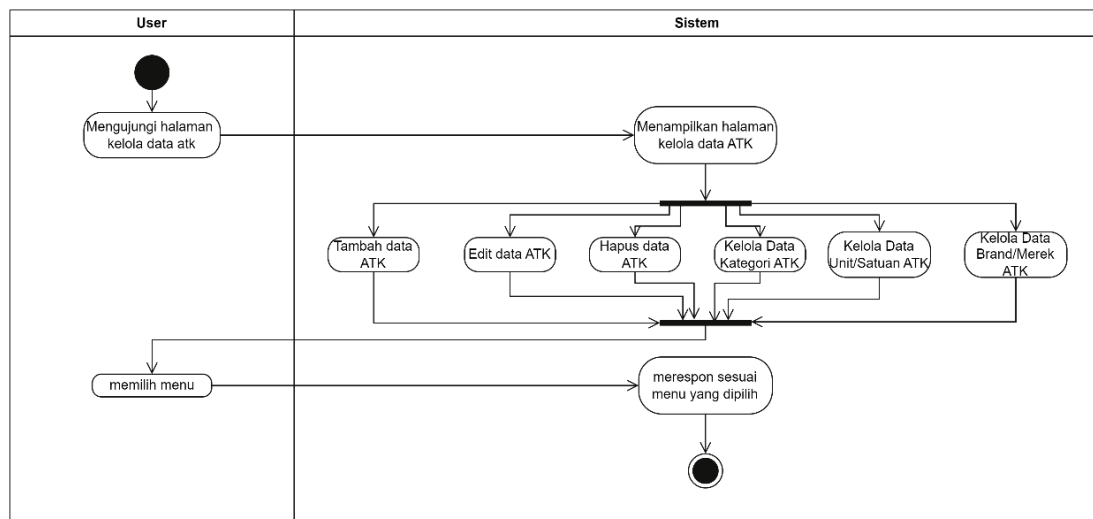 User
Sistem
Mengujungi halaman
kelola data atk
Menampilkan halaman
kelola data ATK
Tambah data
ATK
Edit data ATK
Hapus data
ATK
Kelola Data
Kategori ATK
Kelola Data
Unit/Satuan ATK
Kelola Data
Brand/Merek
ATK
memilih menu
merespon sesuai
menu yang dipilih